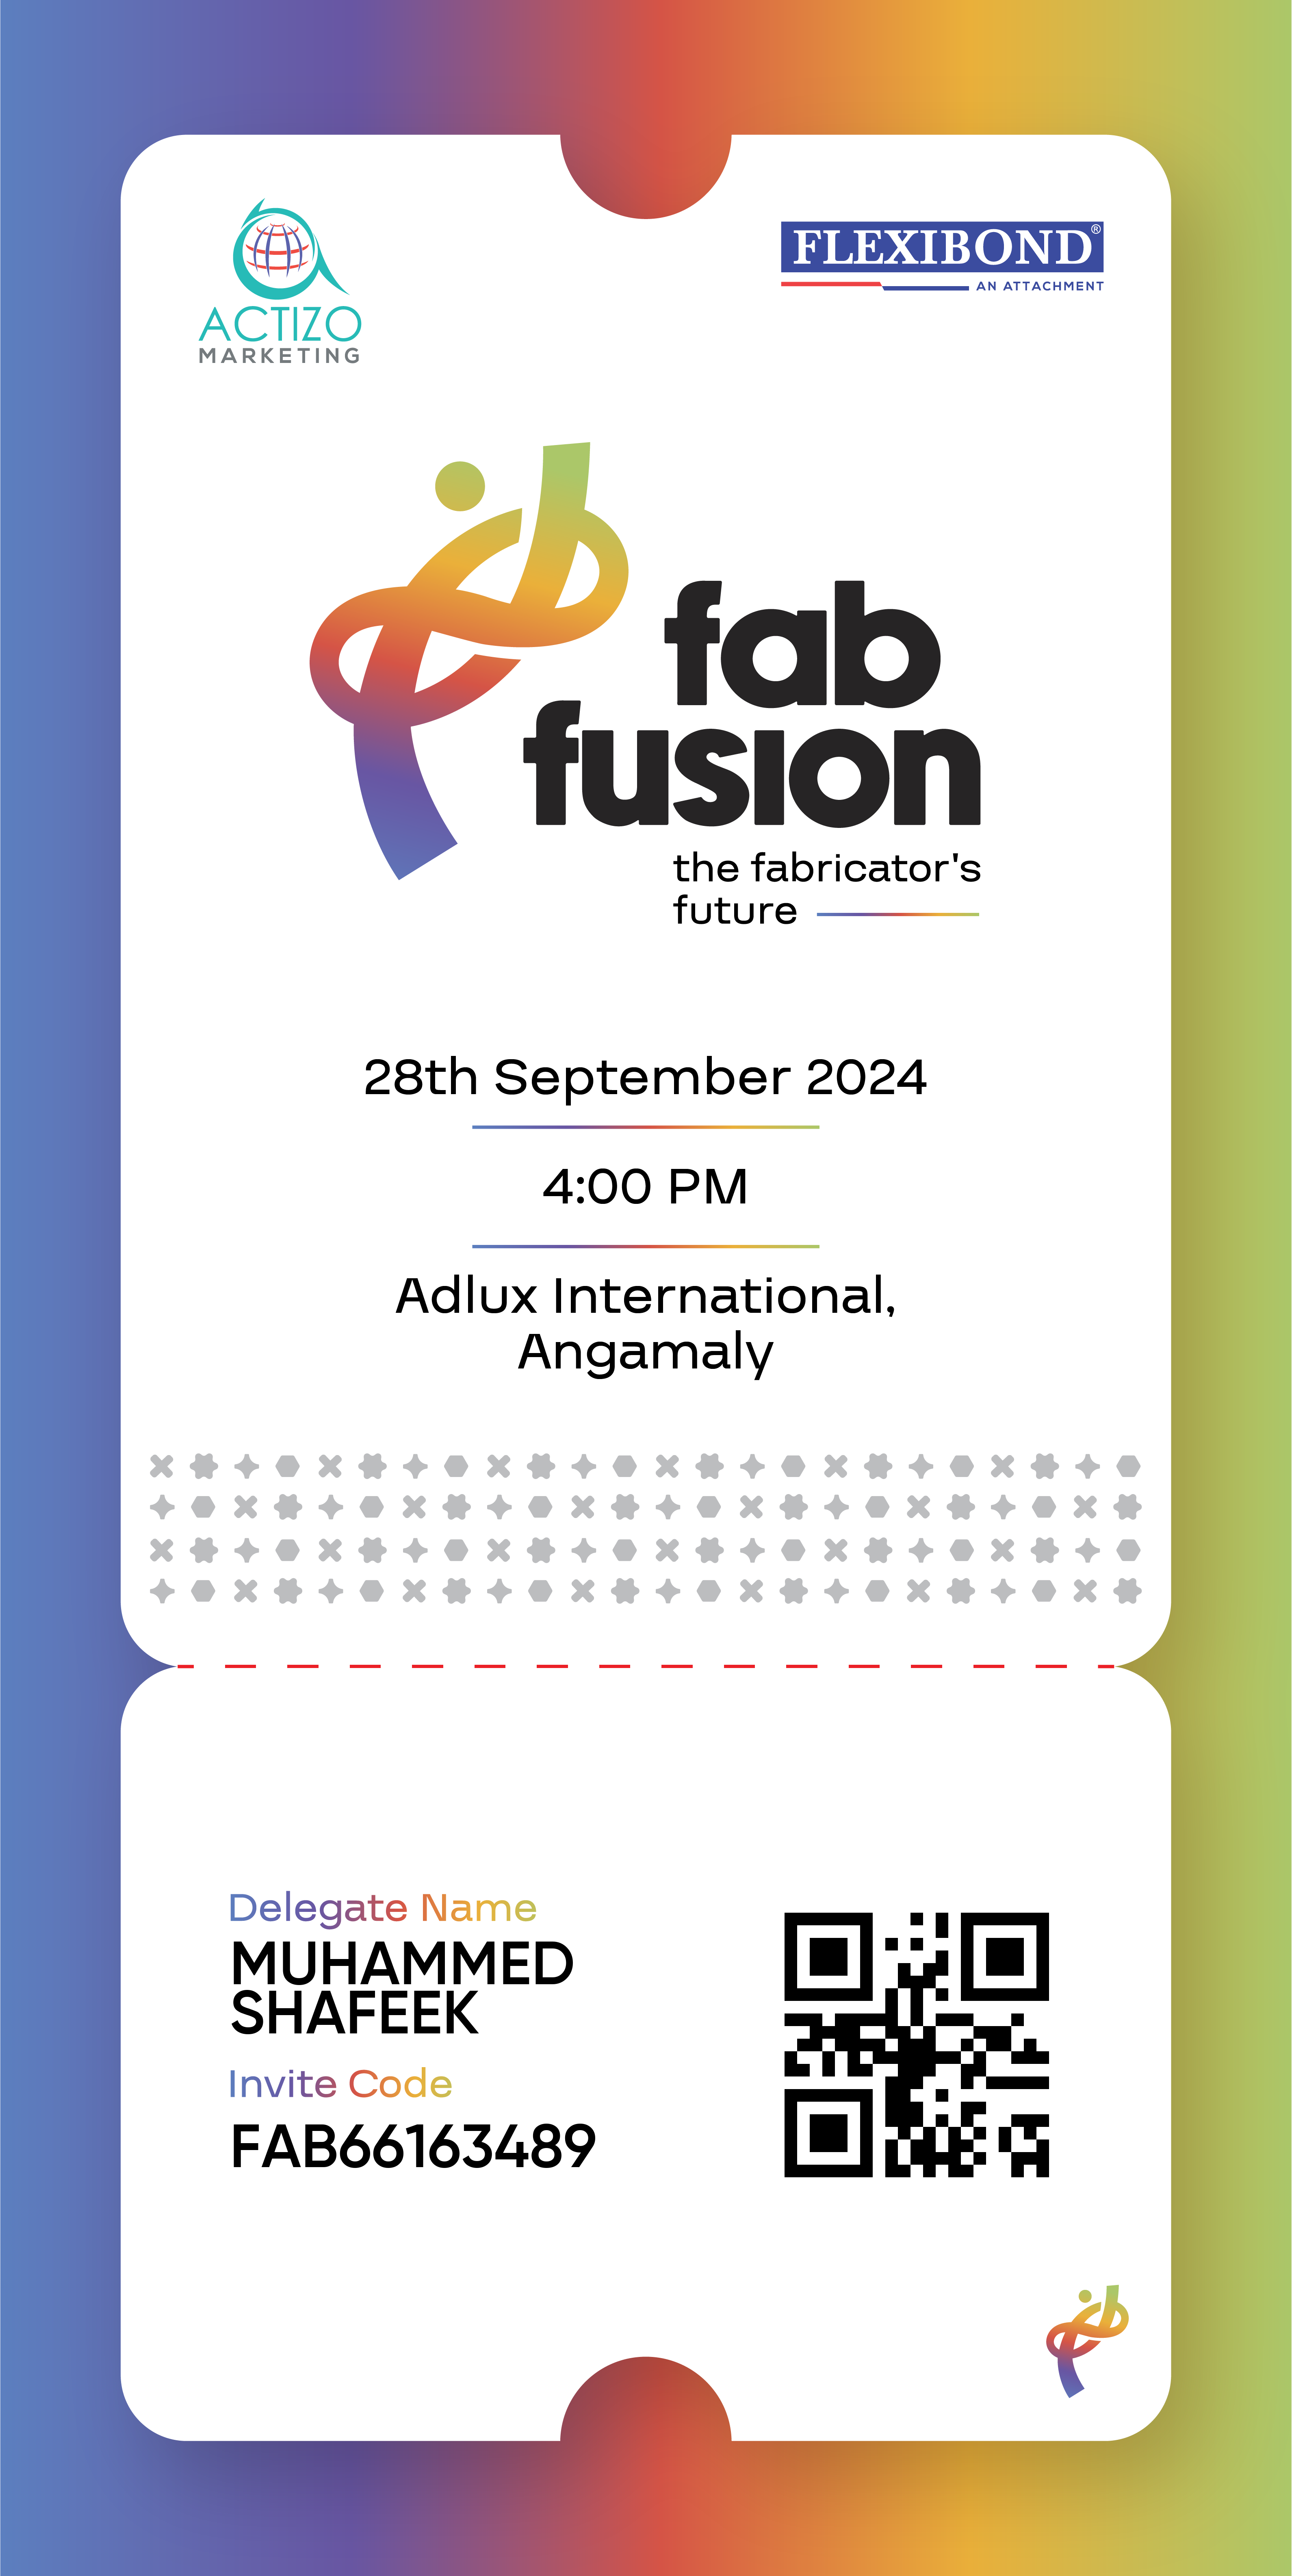 ACTIZO
MARKETING
FLEXIBOND®
AN ATTACHMENT
fab
fusıon
the fabricator's
future
28th September 2024
4:00 PM
Adlux International,
Angamaly
Delegate Name
MUHAMMED
SHAFEEK
Invite Code
FAB66163489